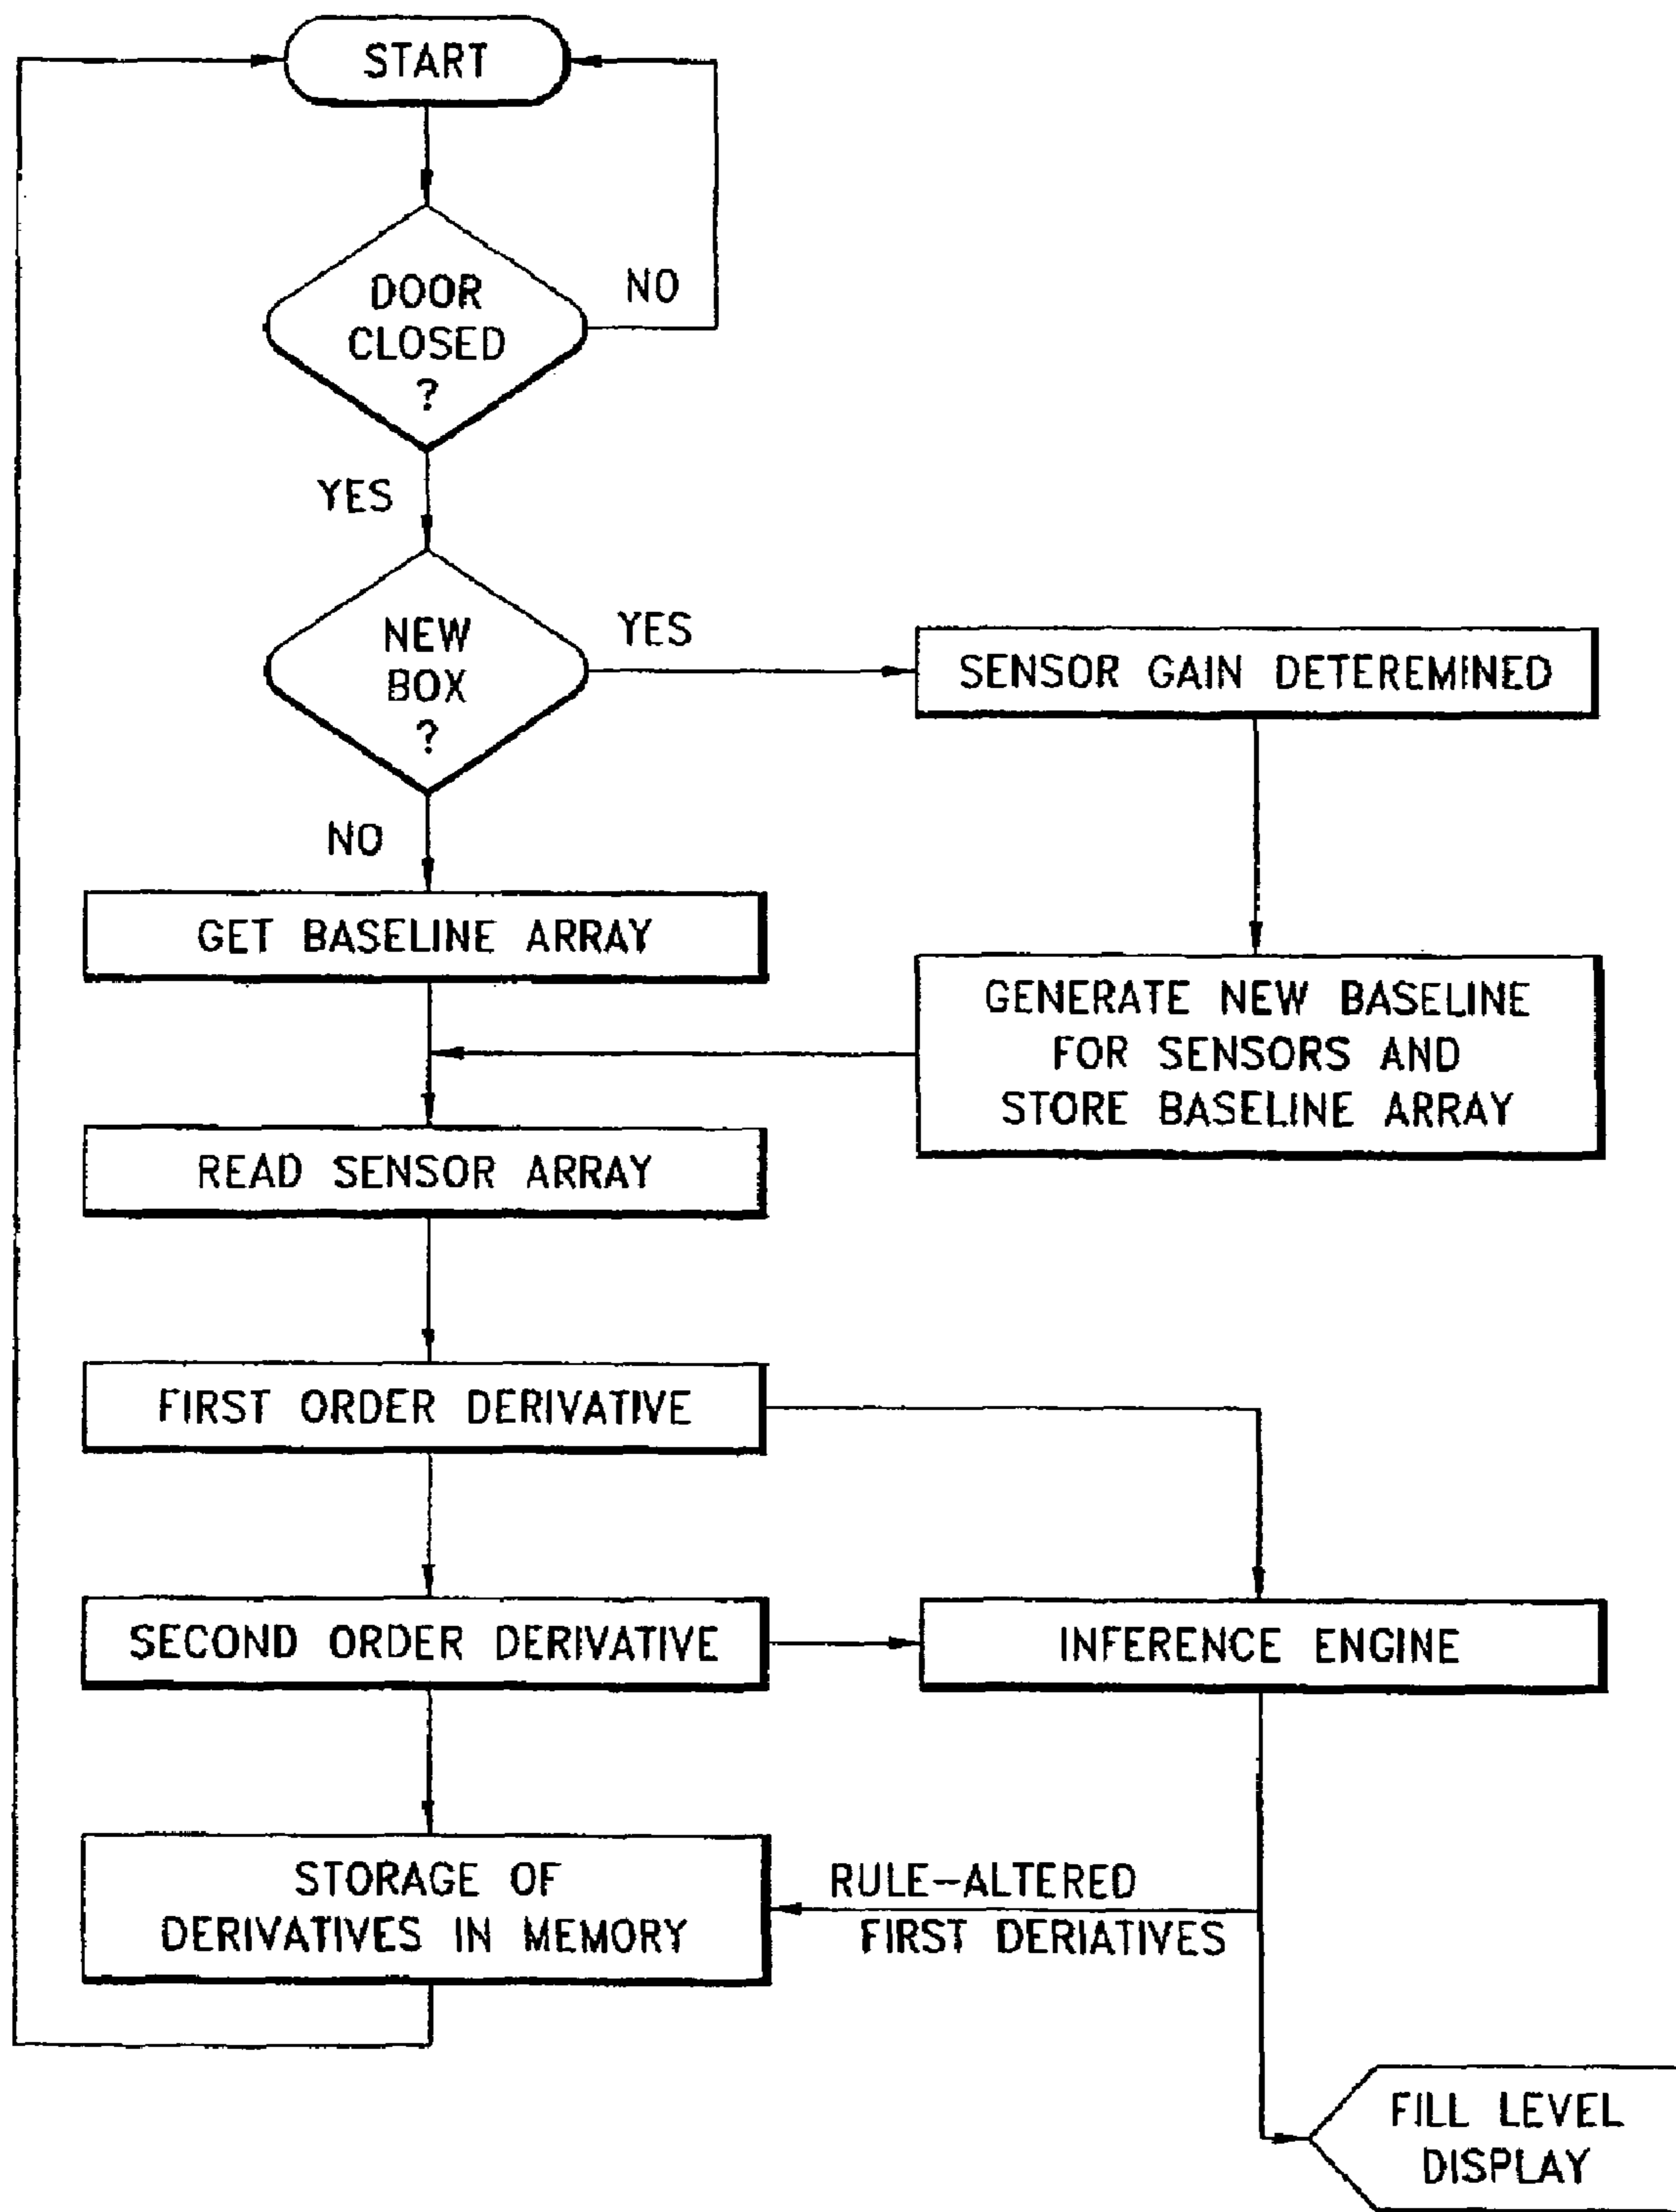 START
DOOR
CLOSED
?
NO
YES
NEW
BOX
?
YES
SENSOR GAIN DETEREMINED
NO
GET BASELINE ARRAY
GENERATE NEW BASELINE
FOR SENSORS AND
STORE BASELINE ARRAY
READ SENSOR ARRAY
FIRST ORDER DERIVATIVE
SECOND ORDER DERIVATIVE
INFERENCE ENGINE
STORAGE OF
DERIVATIVES IN MEMORY
RULE-ALTERED
FIRST DERIATIVES
FILL LEVEL
DISPLAY